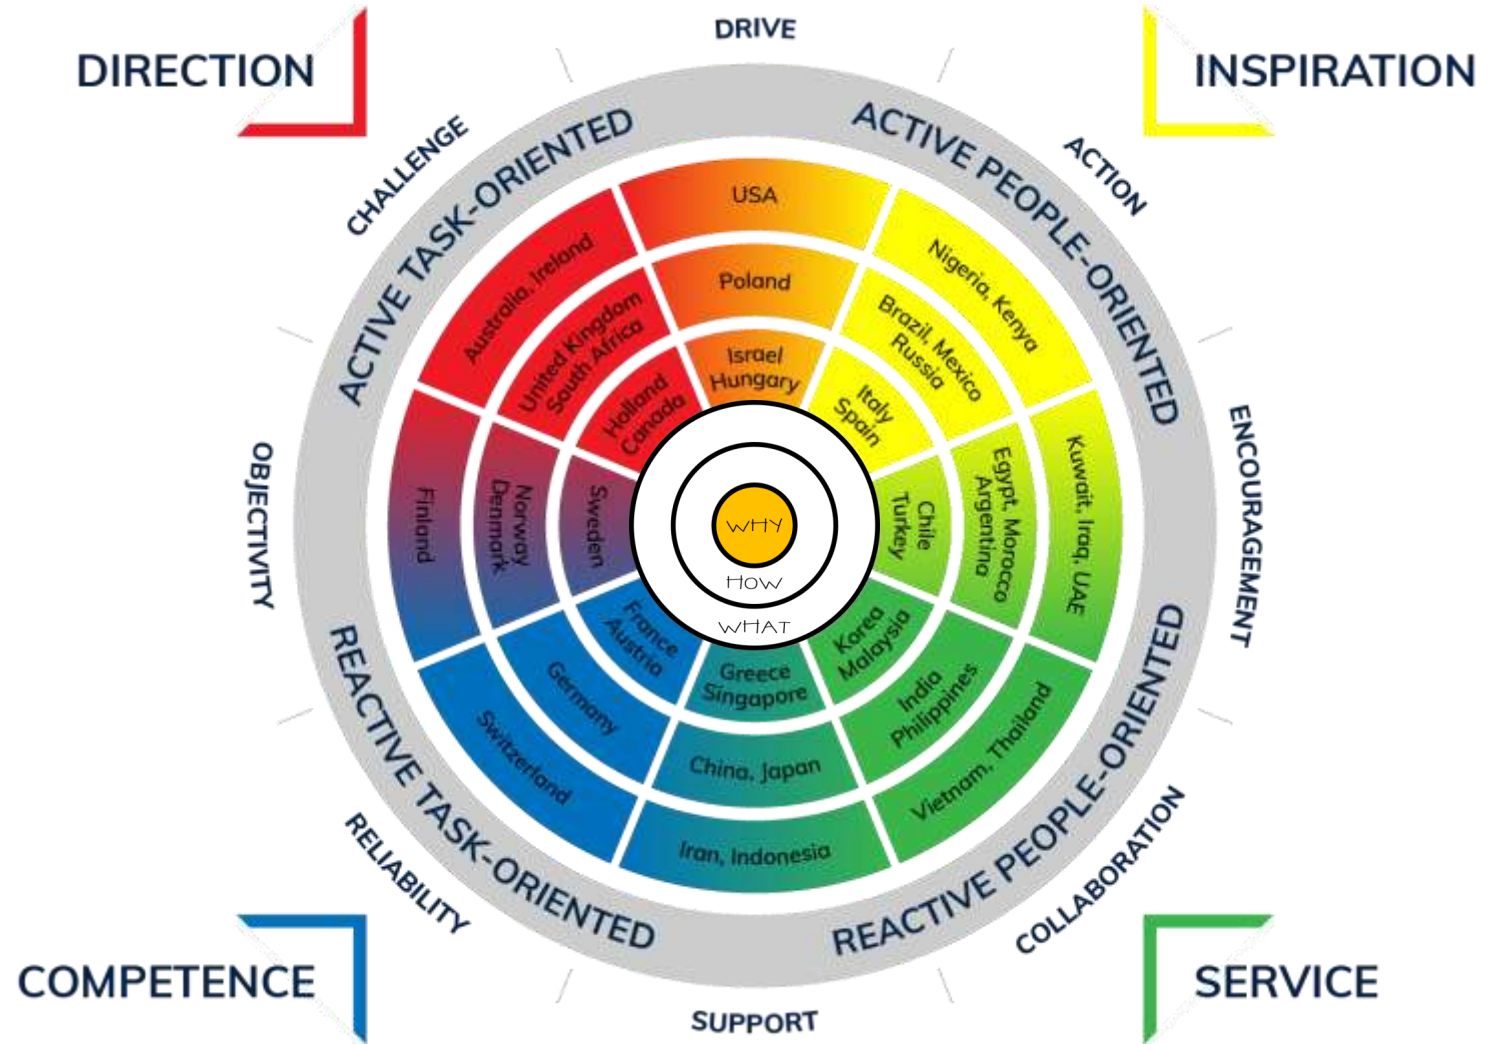 DRIVE
DIRECTION
INSPIRATION
CHALLENGE
ACTION
ACTIVE TASK-ORIENTED
ACTIVE PEOPLE-ORIENTED
USA
Australia, Ireland
Nigeria, Kenya
Poland
United Kingdom
South Africa
Brazil, Mexico
Russia
Israel
Hungary
Holland
Canada
Italy
Spain
OBJECTIVITY
ENCOURAGEMENT
Finland
Norway
Denmark
Sweden
WHY
HOW
WHAT
Chile
Turkey
Egypt, Morocco
Argentina
Kuwait, Iraq, UAE
France
Austria
Korea
Malaysia
Greece
Singapore
Germany
India
Philippines
Switzerland
China, Japan
Vietnam, Thailand
Iran, Indonesia
REACTIVE TASK-ORIENTED
REACTIVE PEOPLE-ORIENTED
RELIABILITY
COLLABORATION
COMPETENCE
SERVICE
SUPPORT